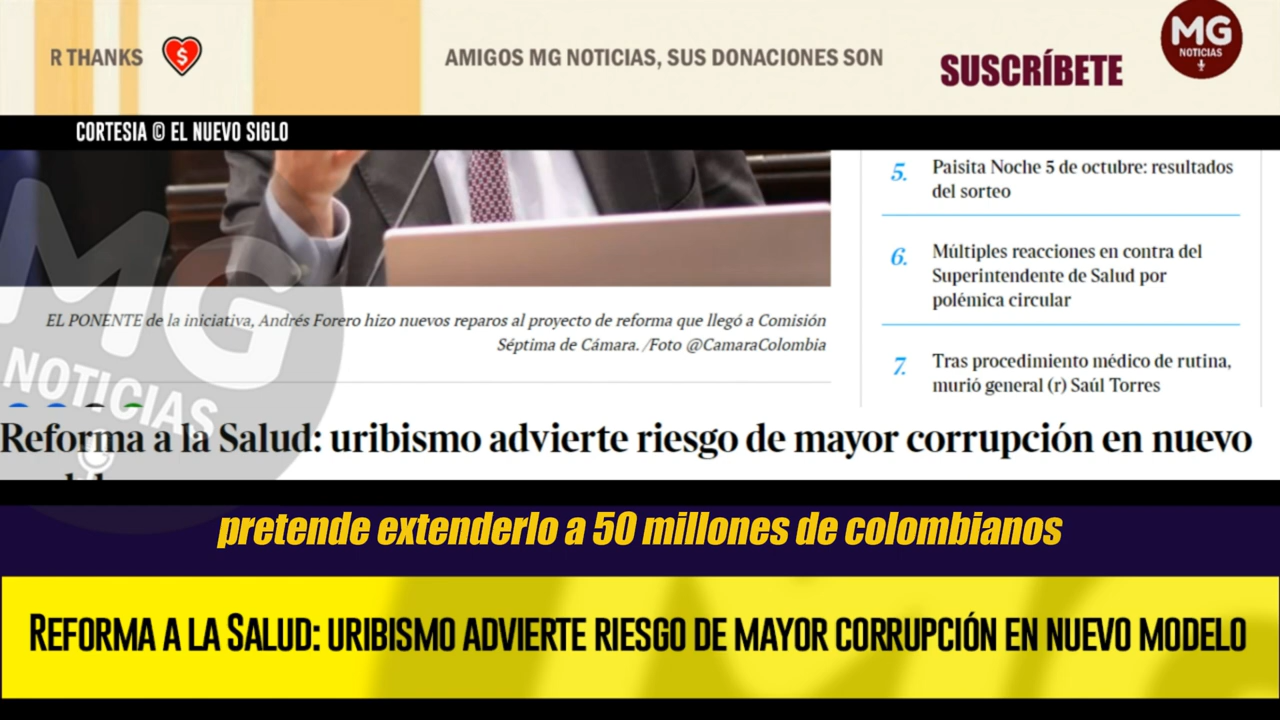 R THANKS
AMIGOS MG NOTICIAS, SUS DONACIONES SON
SUSCRÍBETE
MG
NOTICIAS
CORTESIA © EL NUEVO SIGLO
5. Paisita Noche 5 de octubre: resultados
del sorteo
6. Múltiples reacciones en contra del
Superintendente de Salud por
polémica circular
7. Tras procedimiento médico de rutina,
murió general (r) Saúl Torres
EL PONENTE de la iniciativa, Andrés Forero hizo nuevos reparos al proyecto de reforma que llegó a Comisión
Séptima de Cámara. /Foto @CamaraColombia
MG
NOTICIAS
Reforma a la Salud: uribismo advierte riesgo de mayor corrupción en nuevo
pretende extenderlo a 50 millones de colombianos
REFORMA A LA SALUD: URIBISMO ADVIERTE RIESGO DE MAYOR CORRUPCIÓN EN NUEVO MODELO